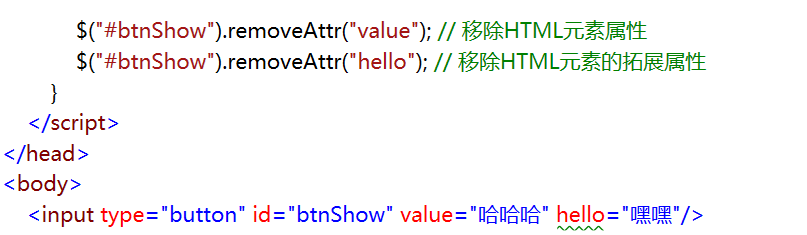 $("#btnShow").removeAttr("value"); // 移除HTML元素属性
$("#btnShow").removeAttr("hello"); // 移除HTML元素的拓展属性
}
</script>
</head>
<body>
<input type="button" id="btnShow" value="哈哈哈" hello="嘿嘿"/>